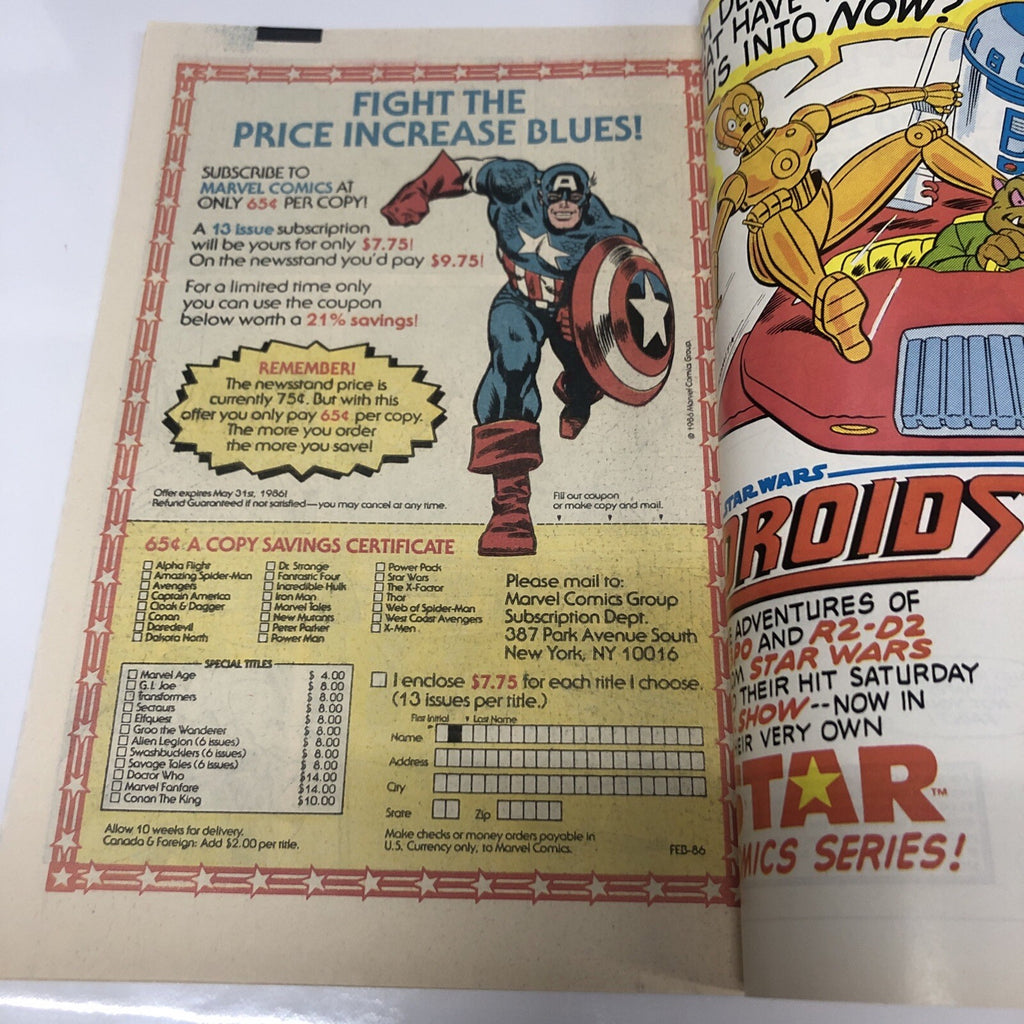 FIGHT THE
PRICE INCREASE BLUES!
SUBSCRIBE TO
MARVEL COMICS AT
ONLY 65¢ PER COPY!
A 13 issue subscription
will be yours for only $7.75!
On the newsstand you'd pay $9.75!
For a limited time only
you can use the coupon
below worth a 21% savings!
REMEMBER!
The newsstand price is
currently 75¢. But with this
offer you only pay 65¢ per copy.
The more you order
the more you save!
© 1986 Marvel Comics Group
Offer expires May 31st, 1986!
Refund Guaranteed if not satisfied—you may cancel at any time.
Fill our coupon
or make copy and mail.
65¢ A COPY SAVINGS CERTIFICATE
Alpha Flight
Amazing Spider-Man
Avengers
Captain America
Cloak & Dagger
Conan
Daredevil
Dakota North
Dr. Strange
Fantastic Four
Incredible Hulk
Iron Man
Marvel Tales
New Mutants
Peter Parker
Power Man
Power Pack
Star Wars
The X-Factor
Thor
Web of Spider-Man
West Coast Avengers
X-Men
Please mail to:
Marvel Comics Group
Subscription Dept.
387 Park Avenue South
New York, NY 10016
SPECIAL TITLES
Marvel Age $ 4.00
G.I. Joe $ 8.00
Transformers $ 8.00
Sectaurs $ 8.00
Elfquest $ 8.00
Groo the Wanderer $ 8.00
Alien Legion (6 issues) $ 8.00
Swashbucklers (6 issues) $ 8.00
Savage Tales (6 issues) $ 8.00
Doctor Who $14.00
Marvel Fanfare $14.00
Conan The King $10.00
I enclose $7.75 for each title I choose.
(13 issues per title.)
First Initial Last Name
Name
Address
City
State Zip
Allow 10 weeks for delivery.
Canada & Foreign: Add $2.00 per title.
Make checks or money orders payable in
U.S. Currency only, to Marvel Comics.
FEB-86
HAVE
INTO NOW?
STAR WARS
DROIDS
ADVENTURES OF
AND R2-D2
STAR WARS
THEIR HIT SATURDAY
SHOW--NOW IN
VERY OWN
STAR™
SERIES!